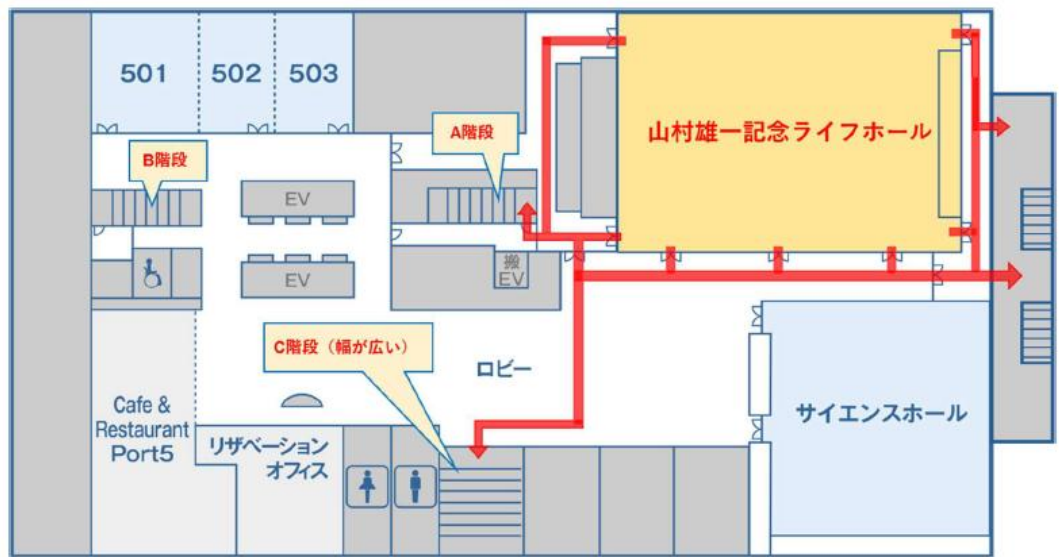 501
502
503
山村雄一記念ライフホール
A階段
B階段
EV
EV
搬
EV
C階段（幅が広い）
ロビー
サイエンスホール
Cafe &
Restaurant
Port5
リザベーション
オフィス